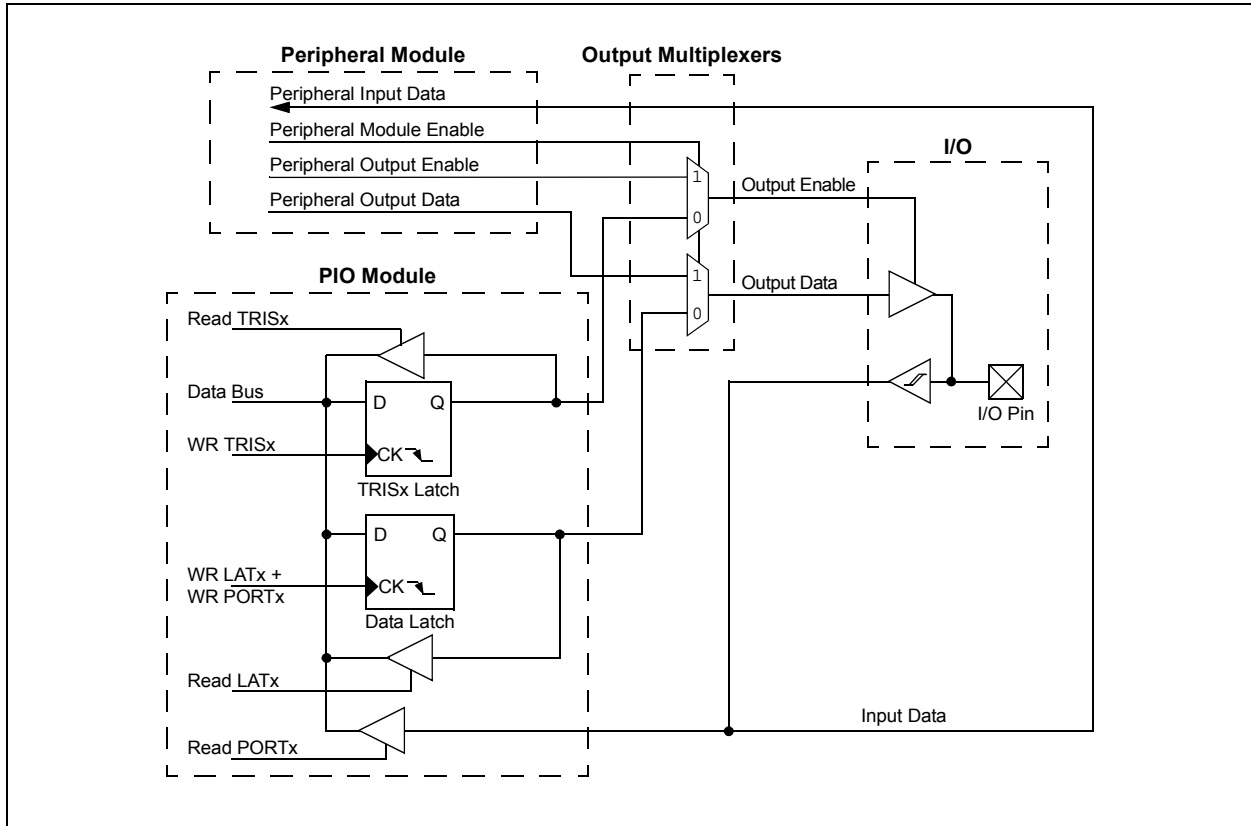 Peripheral Module
Output Multiplexers
Peripheral Input Data
Peripheral Module Enable
Peripheral Output Enable
Peripheral Output Data
1
0
Output Enable
I/O
1
0
Output Data
I/O Pin
PIO Module
Read TRISx
Data Bus
D Q
WR TRISx
CK
TRISx Latch
D Q
WR LATx +
WR PORTx
CK
Data Latch
Read LATx
Read PORTx
Input Data